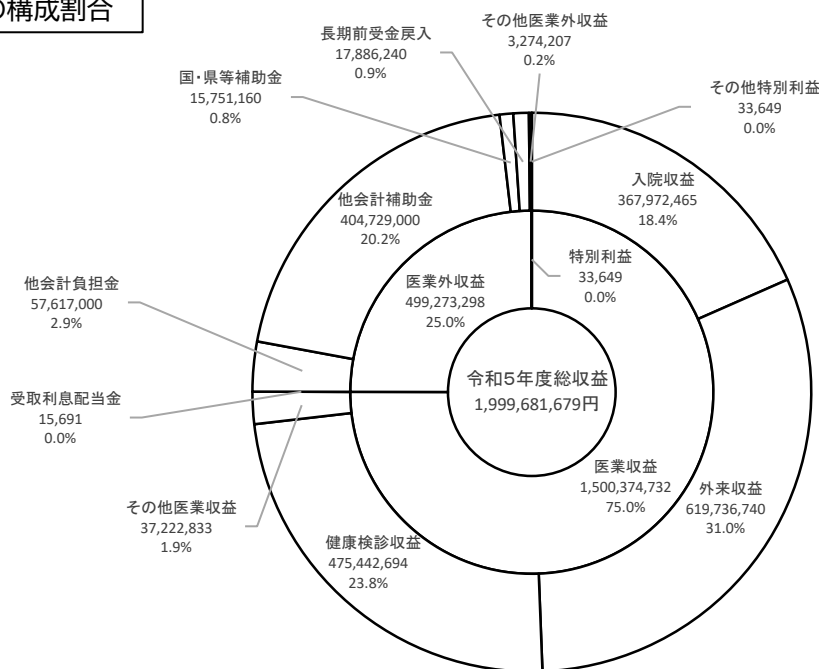 の構成割合
その他医業外収益
3,274,207
0.2%
長期前受金戻入
17,886,240
0.9%
国・県等補助金
15,751,160
0.8%
その他特別利益
33,649
0.0%
入院収益
367,972,465
18.4%
他会計補助金
404,729,000
20.2%
特別利益
33,649
0.0%
医業外収益
499,273,298
25.0%
他会計負担金
57,617,000
2.9%
令和5年度総収益
1,999,681,679円
受取利息配当金
15,691
0.0%
医業収益
1,500,374,732
75.0%
外来収益
619,736,740
31.0%
その他医業収益
37,222,833
1.9%
健康検診収益
475,442,694
23.8%